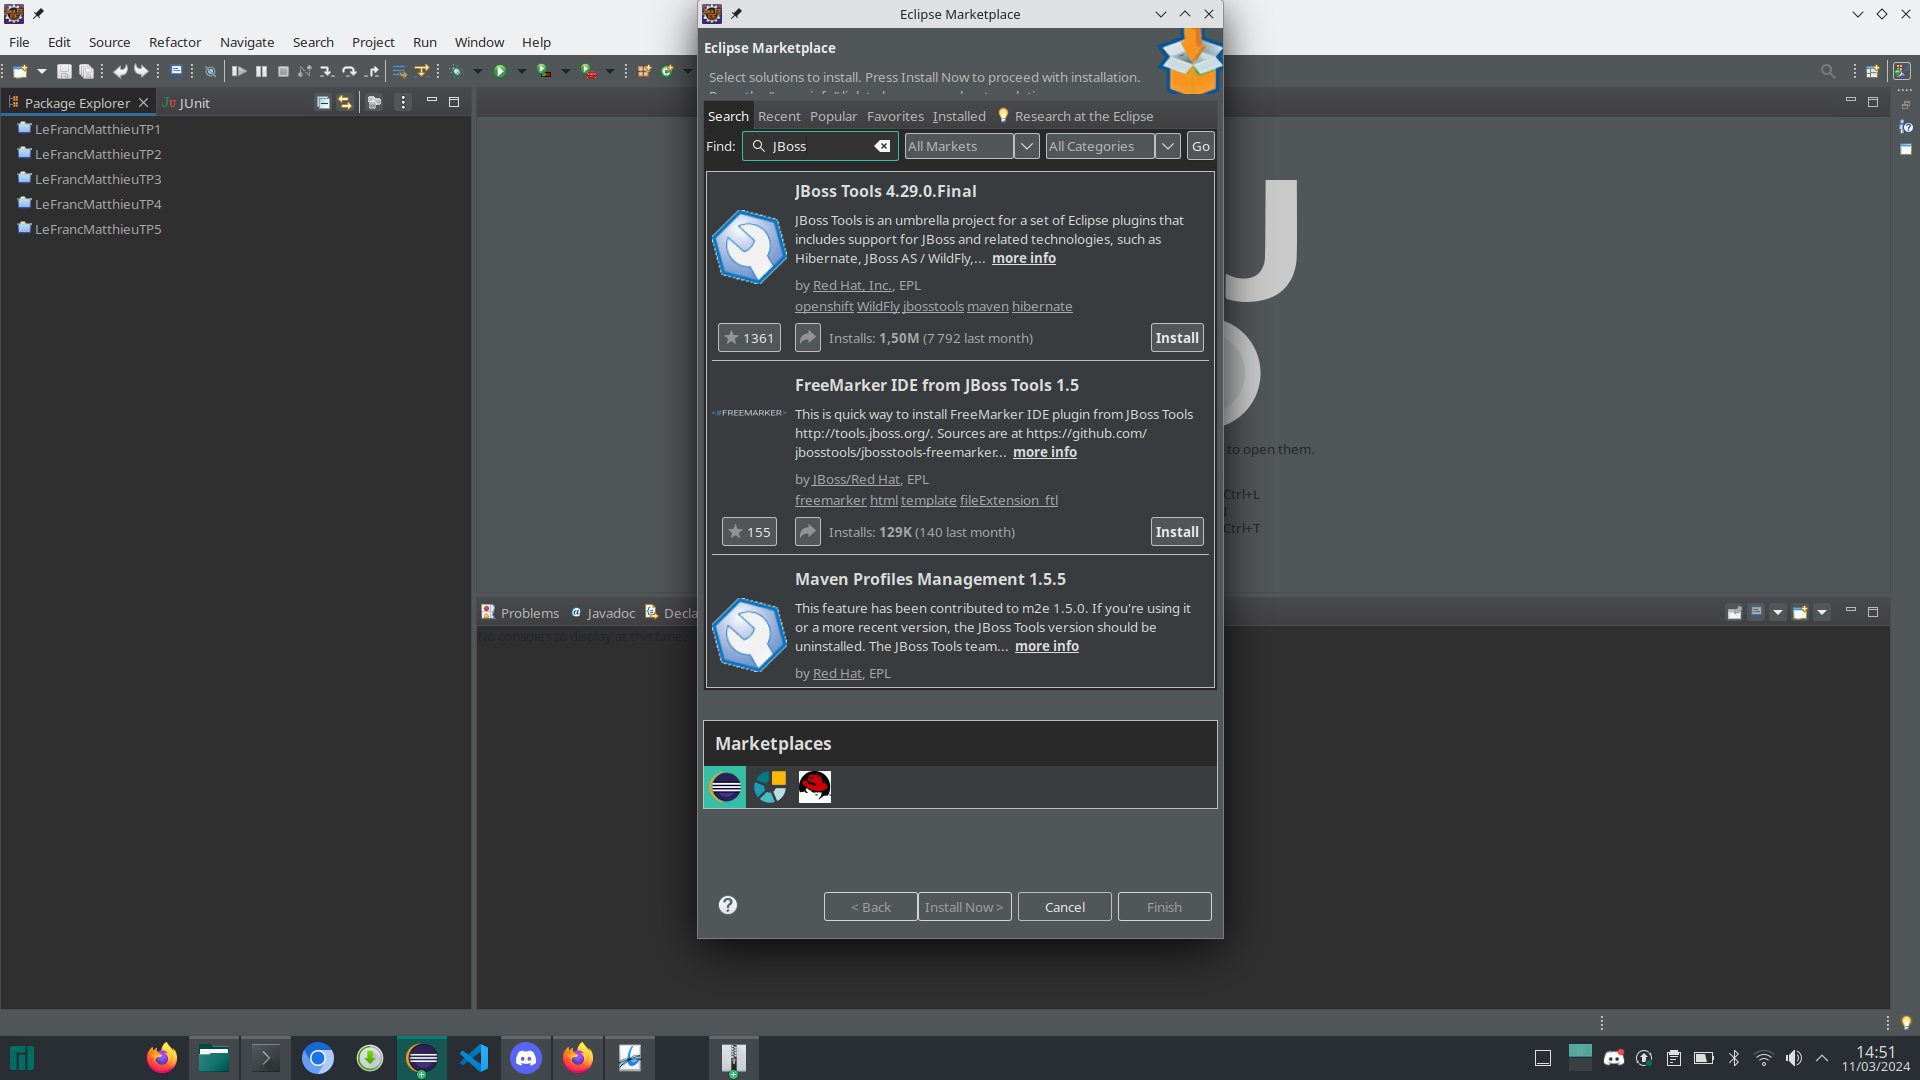 Eclipse Marketplace
File Edit Source Refactor Navigate Search Project Run Window Help
Package Explorer
JUnit
LeFrancMatthieuTP1
LeFrancMatthieuTP2
LeFrancMatthieuTP3
LeFrancMatthieuTP4
LeFrancMatthieuTP5
Eclipse Marketplace
Select solutions to install. Press Install Now to proceed with installation.
Search Recent Popular Favorites Installed Research at the Eclipse
Find: JBoss All Markets All Categories Go
JBoss Tools 4.29.0.Final
JBoss Tools is an umbrella project for a set of Eclipse plugins that
includes support for JBoss and related technologies, such as
Hibernate, JBoss AS / WildFly,... more info
by Red Hat, Inc., EPL
openshift WildFly jbosstools maven hibernate
1361 Installs: 1,50M (7 792 last month) Install
FreeMarker IDE from JBoss Tools 1.5
<#FREEMARKER>
This is quick way to install FreeMarker IDE plugin from JBoss Tools
http://tools.jboss.org/. Sources are at https://github.com/
jbosstools/jbosstools-freemarker... more info
by JBoss/Red Hat, EPL
freemarker html template fileExtension_ftl
155 Installs: 129K (140 last month) Install
Maven Profiles Management 1.5.5
This feature has been contributed to m2e 1.5.0. If you're using it
or a more recent version, the JBoss Tools version should be
uninstalled. The JBoss Tools team... more info
by Red Hat, EPL
Marketplaces
< Back Install Now > Cancel Finish
to open them.
Ctrl+L
Ctrl+T
Problems Javadoc Decla
No consoles to display at this time.
14:51
11/03/2024